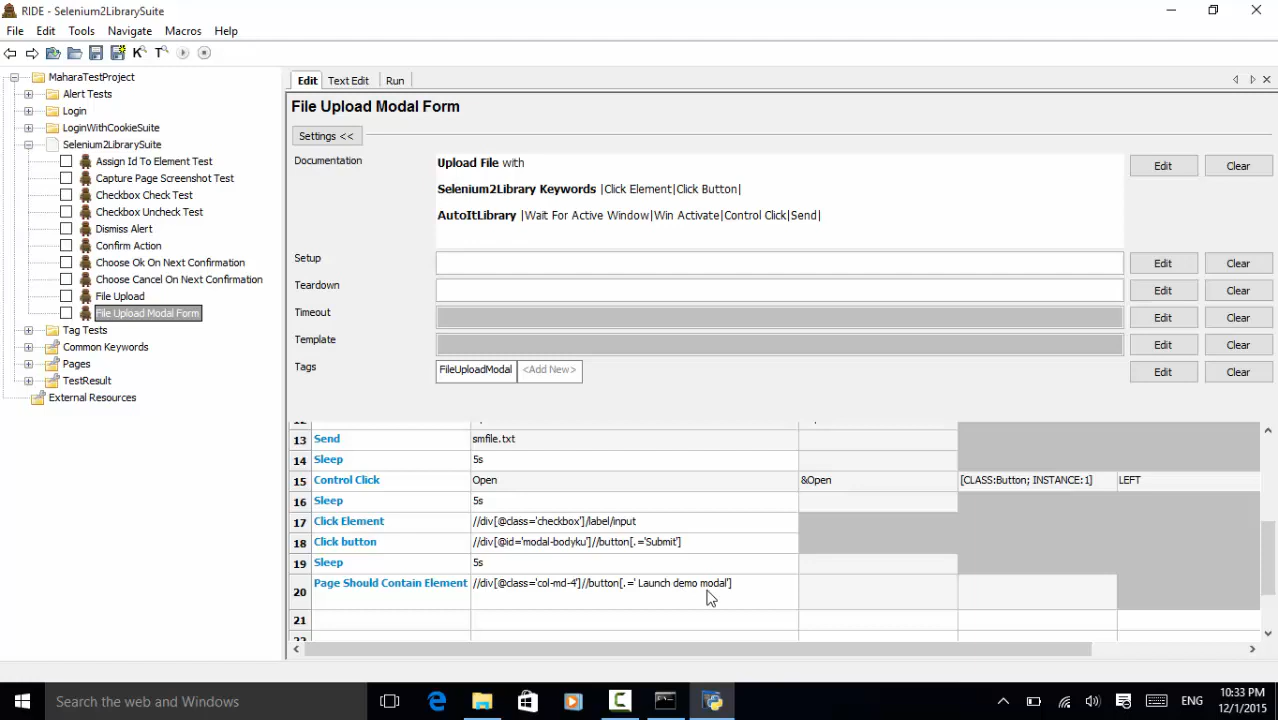 RIDE - Selenium2LibrarySuite
File Edit Tools Navigate Macros Help
K T
MaharaTestProject
Alert Tests
Login
LoginWithCookieSuite
Selenium2LibrarySuite
Assign Id To Element Test
Capture Page Screenshot Test
Checkbox Check Test
Checkbox Uncheck Test
Dismiss Alert
Confirm Action
Choose Ok On Next Confirmation
Choose Cancel On Next Confirmation
File Upload
File Upload Modal Form
Tag Tests
Common Keywords
Pages
TestResult
External Resources
Edit Text Edit Run
File Upload Modal Form
Settings <<
Documentation
Upload File with
Selenium2Library Keywords |Click Element|Click Button|
AutoItLibrary |Wait For Active Window|Win Activate|Control Click|Send|
Edit Clear
Setup Edit Clear
Teardown Edit Clear
Timeout Edit Clear
Template Edit Clear
Tags FileUploadModal <Add New> Edit Clear
13 Send smfile.txt
14 Sleep 5s
15 Control Click Open &Open [CLASS:Button; INSTANCE:1] LEFT
16 Sleep 5s
17 Click Element //div[@class='checkbox']/label/input
18 Click button //div[@id='modal-bodyku']//button[.='Submit']
19 Sleep 5s
20 Page Should Contain Element //div[@class='col-md-4']//button[.=' Launch demo modal']
21
Search the web and Windows
ENG
10:33 PM
12/1/2015